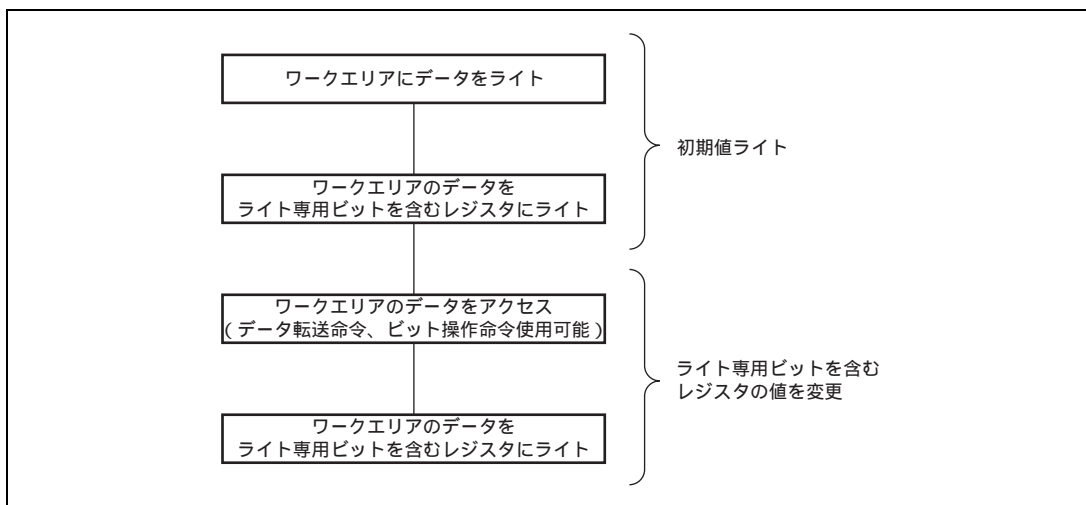 ワークエリアにデータをライト
初期値ライト
ワークエリアのデータを
ライト専用ビットを含むレジスタにライト
ワークエリアのデータをアクセス
(データ転送命令、ビット操作命令使用可能)
ライト専用ビットを含む
レジスタの値を変更
ワークエリアのデータを
ライト専用ビットを含むレジスタにライト